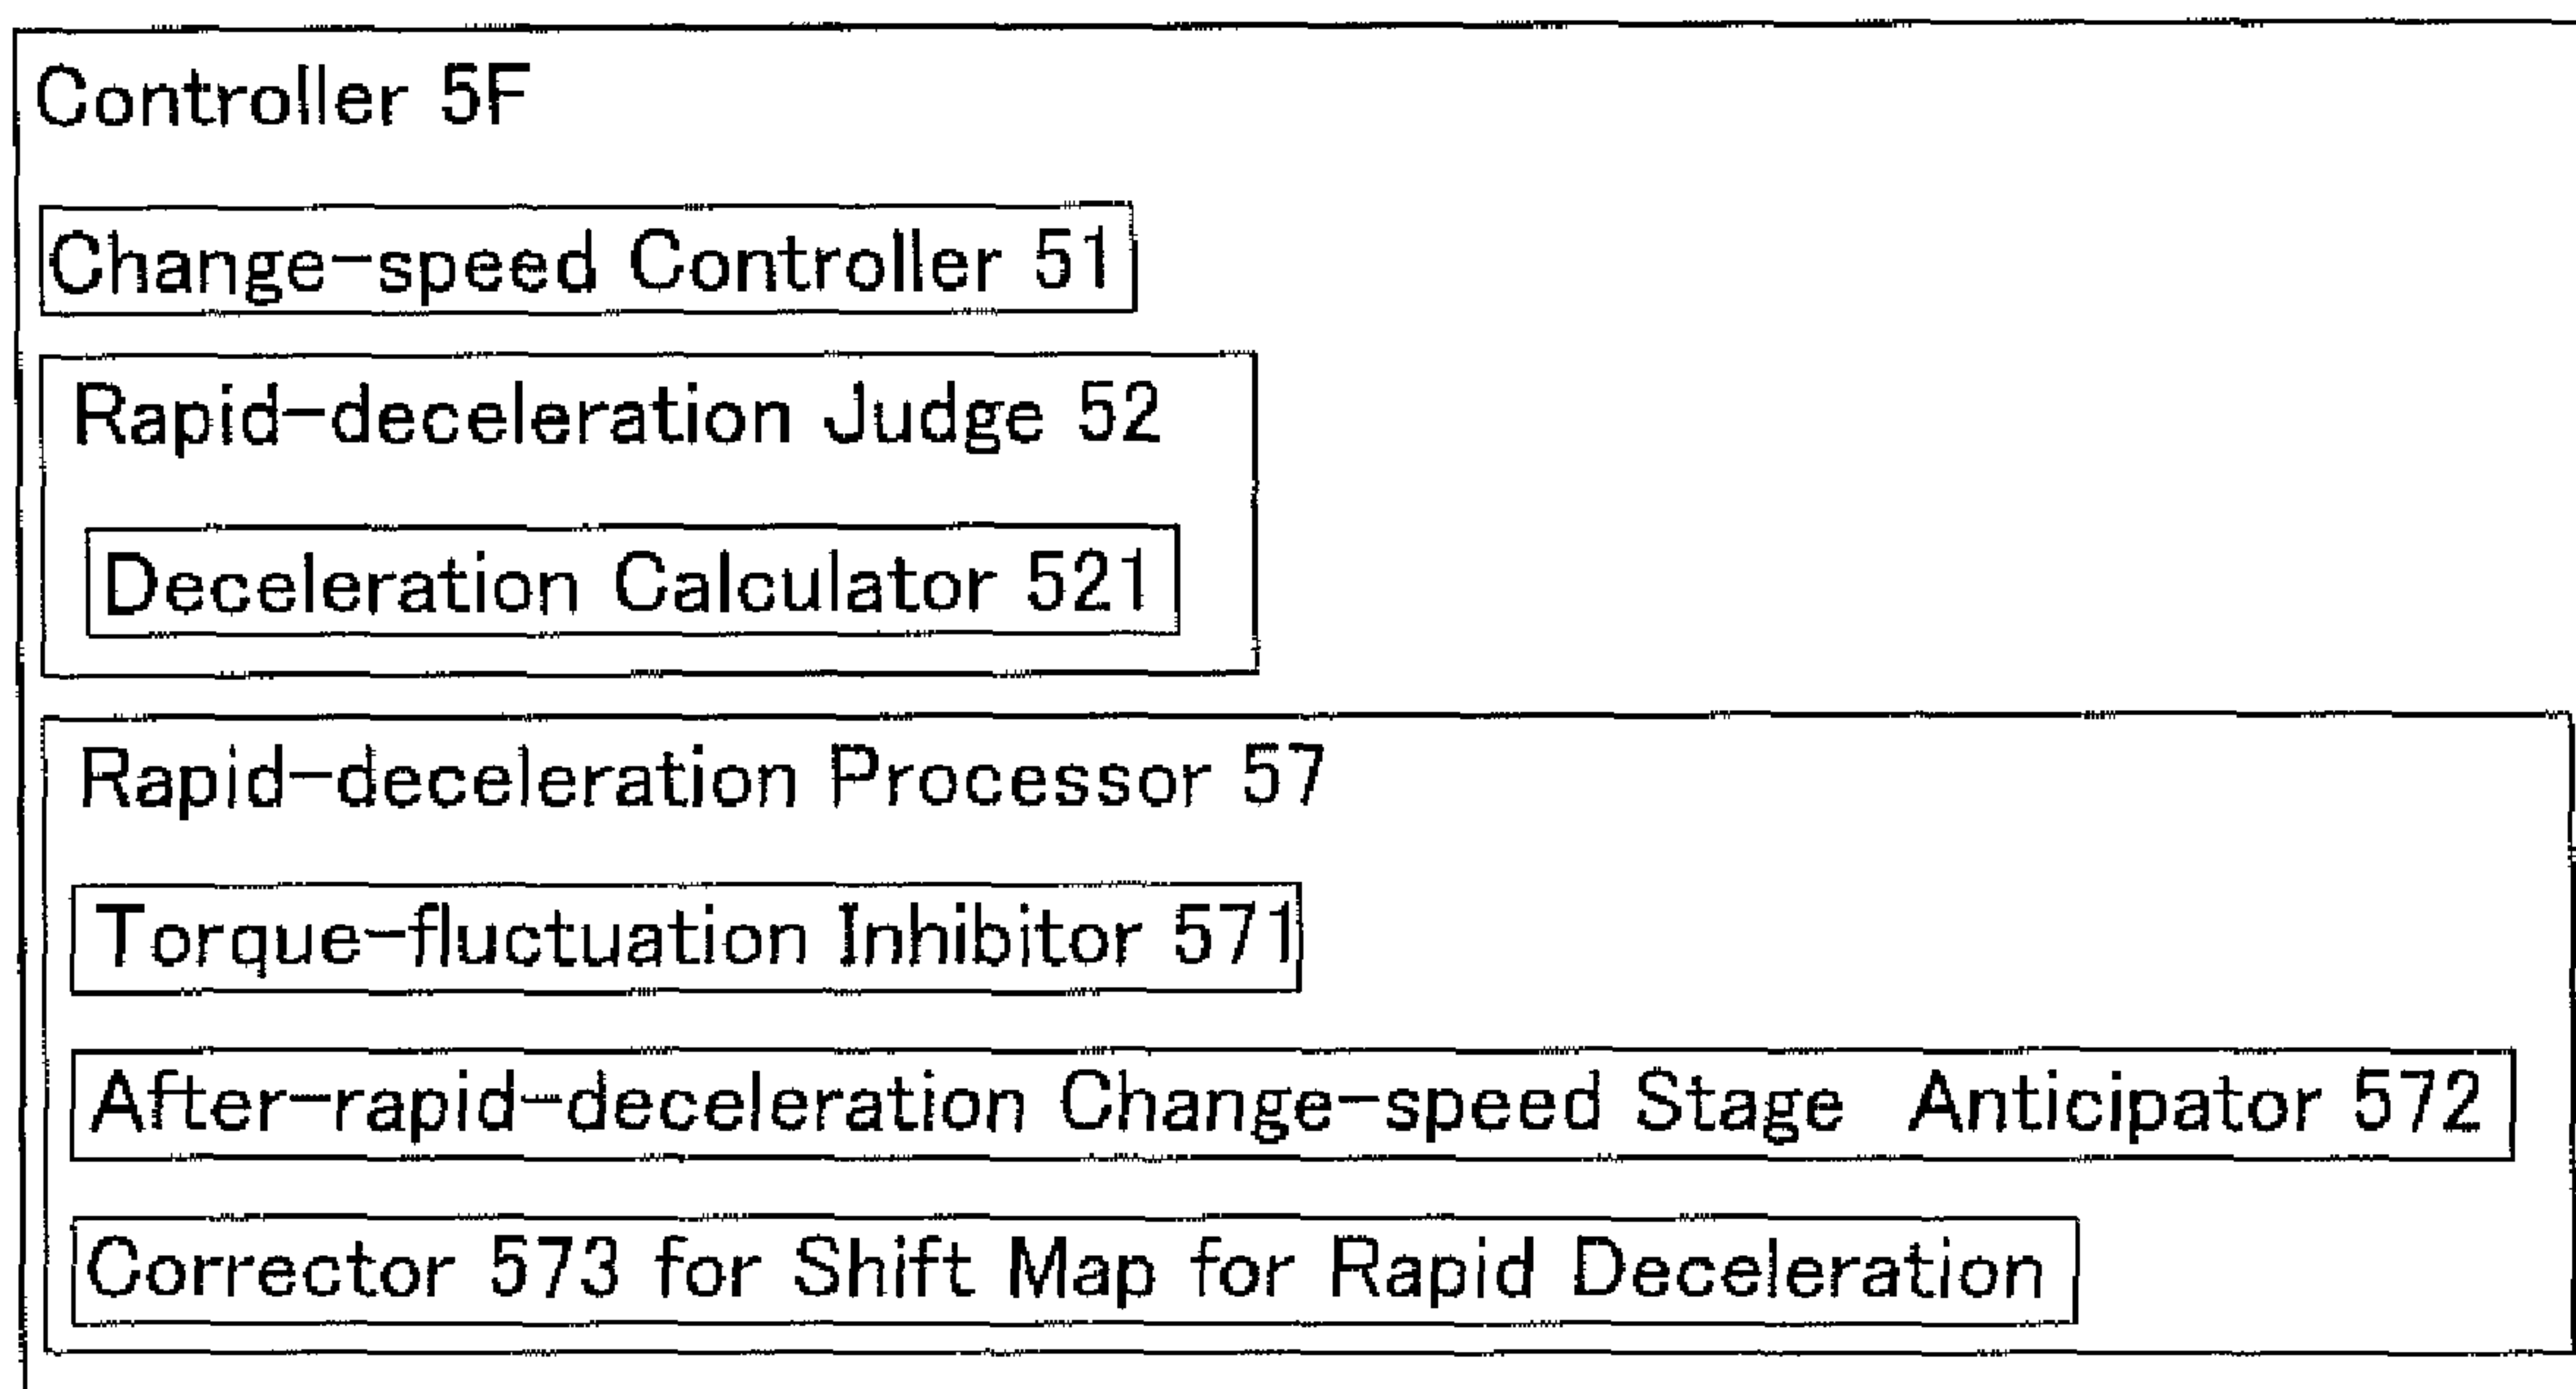 Controller 5F
Change-speed Controller 51
Rapid-deceleration Judge 52
Deceleration Calculator 521
Rapid-deceleration Processor 57
Torque-fluctuation Inhibitor 571
After-rapid-deceleration Change-speed Stage Anticipator 572
Corrector 573 for Shift Map for Rapid Deceleration